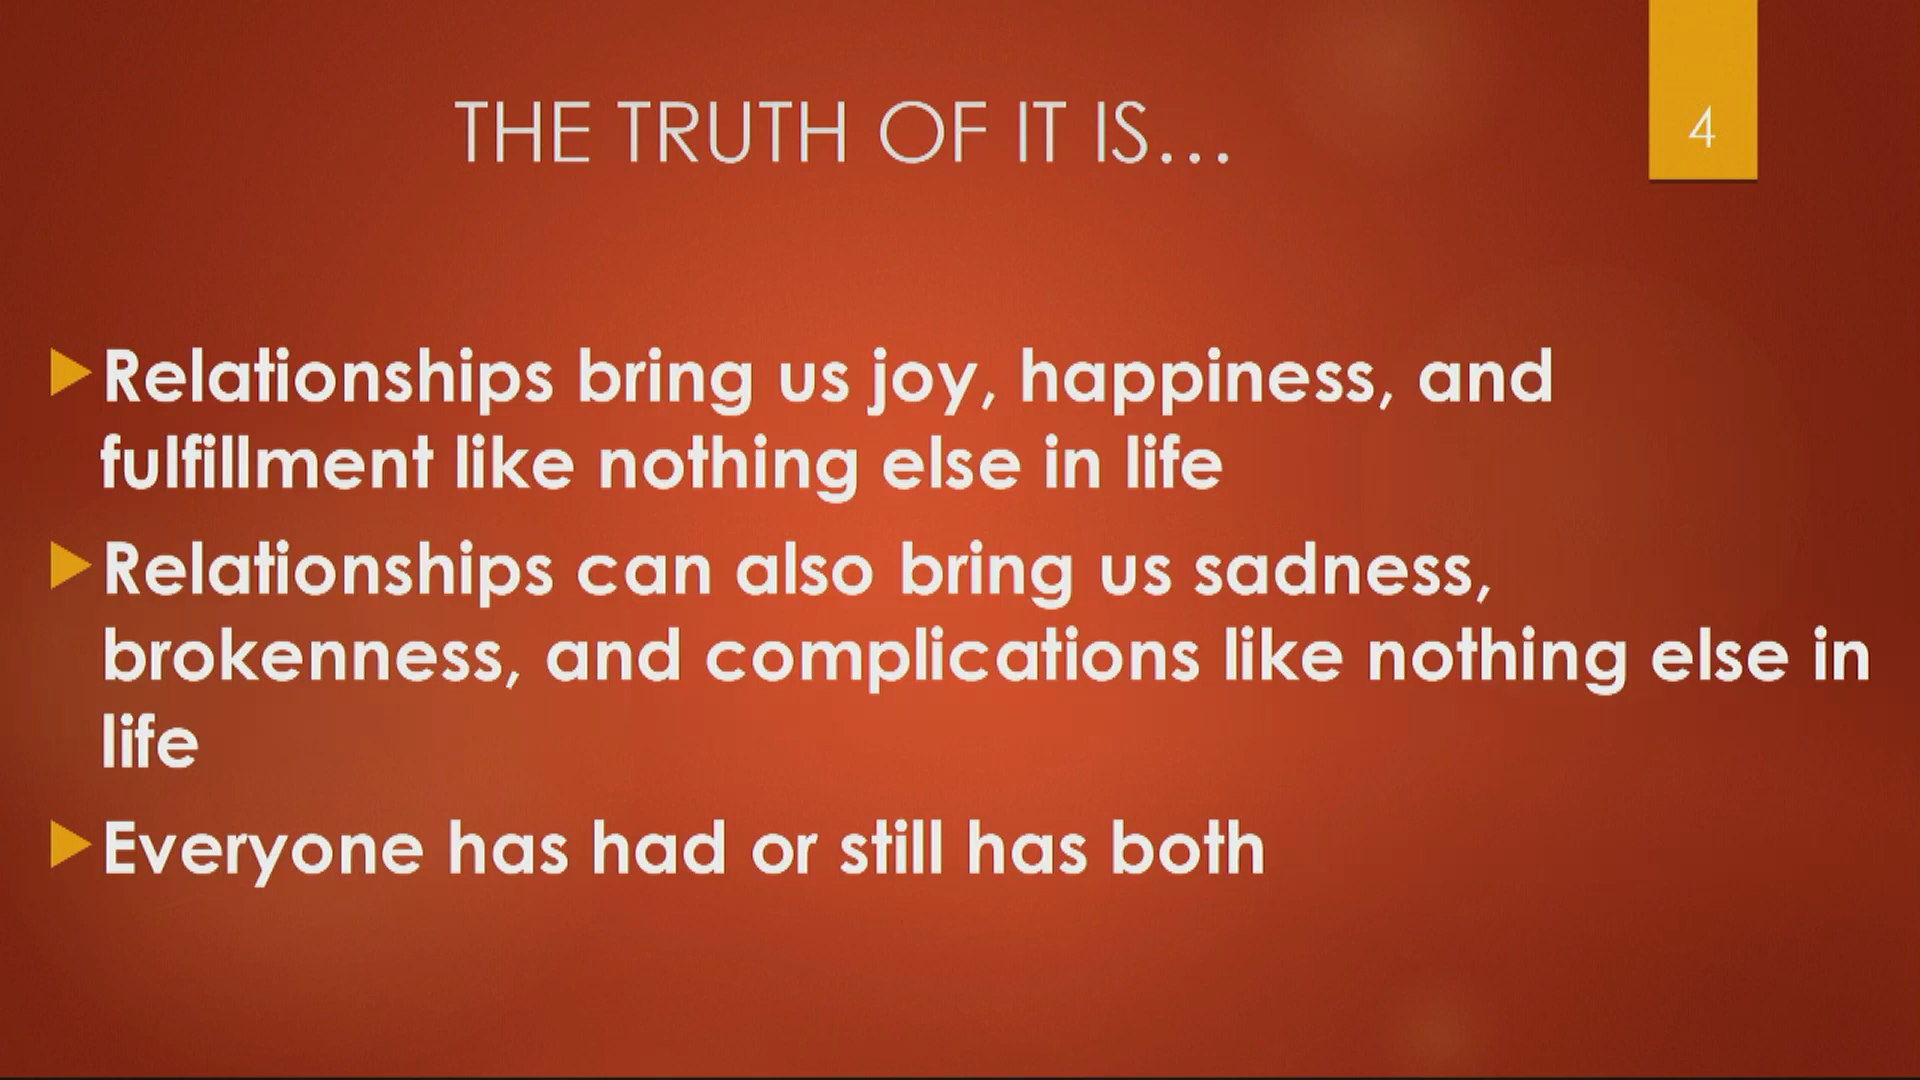 THE TRUTH OF IT IS…
4
Relationships bring us joy, happiness, and
fulfillment like nothing else in life
Relationships can also bring us sadness,
brokenness, and complications like nothing else in
life
Everyone has had or still has both